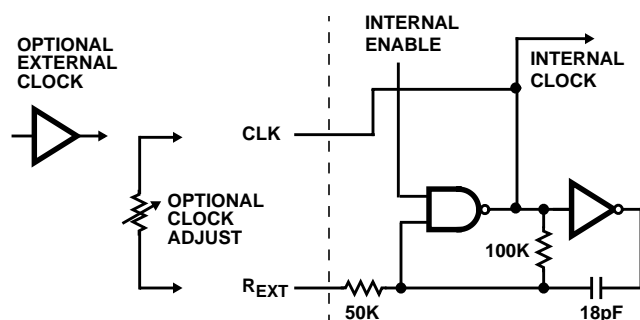 OPTIONAL
EXTERNAL
CLOCK
INTERNAL
ENABLE
INTERNAL
CLOCK
CLK
OPTIONAL
CLOCK
ADJUST
100K
REXT
50K
18pF